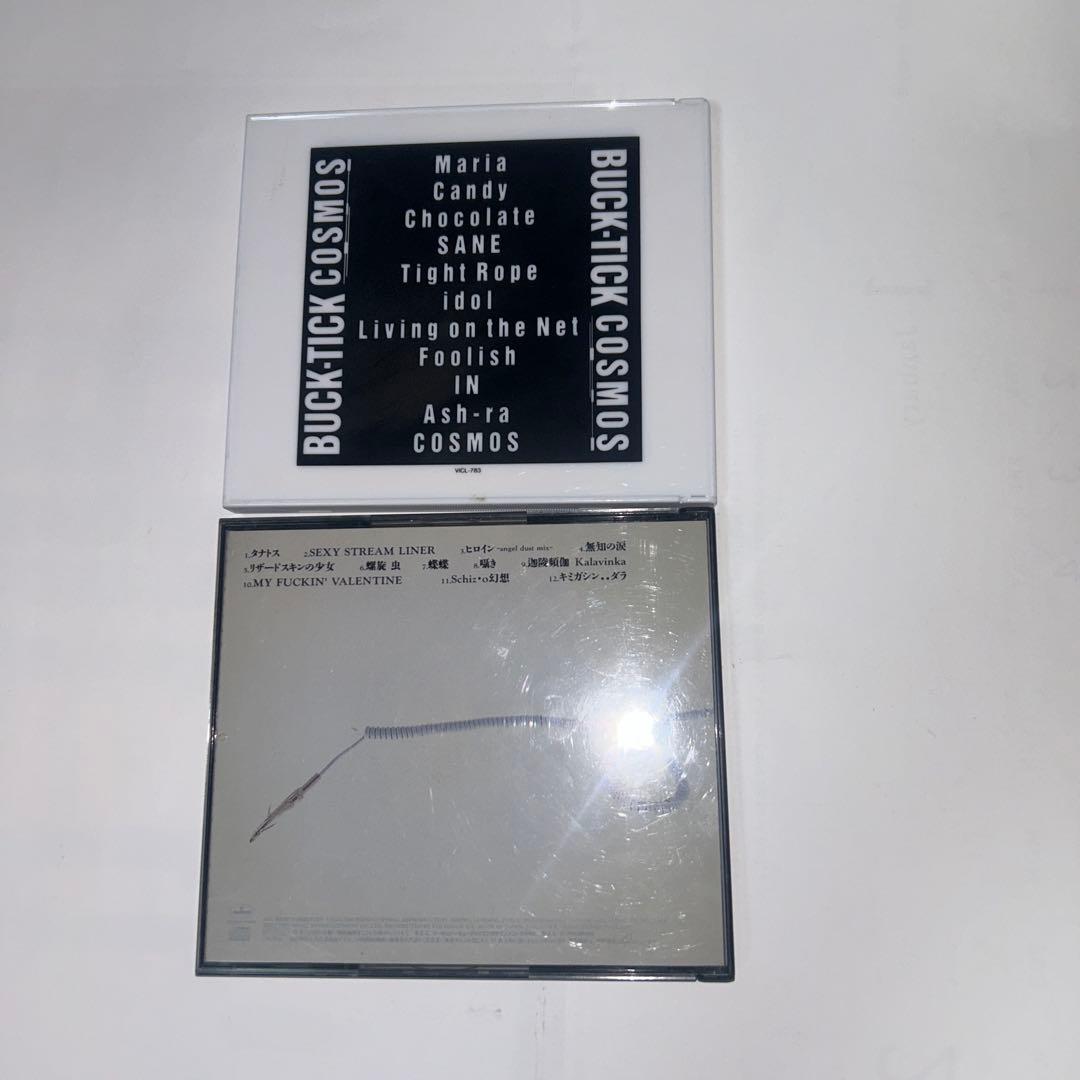 BUCK-TICK COSMOS
Maria
Candy
Chocolate
SANE
Tight Rope
idol
Living on the Net
Foolish
IN
Ash-ra
COSMOS
BUCK-TICK COSMOS
VICL-783
1.タナトス 2.SEXY STREAM LINER 3.ヒロイン -angel dust mix- 4.無知の涙
5.リザードスキンの少女 6.螺旋 虫 7.蝶蝶 8.囁き 9.迦陵頻伽 Kalavinka
10.MY FUCKIN' VALENTINE 11.Schiz・o幻想 12.キミガシン..ダラ